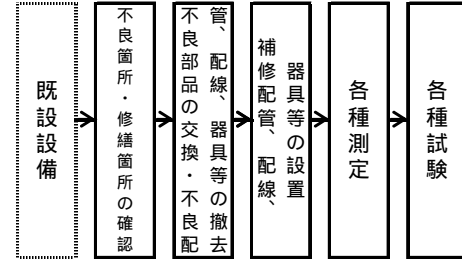 既設設備
不良箇所・修繕箇所の確認
管、配線、器具等の撤去
不良部品の交換・不良配
器具等の設置
補修配管、配線、
各種測定
各種試験